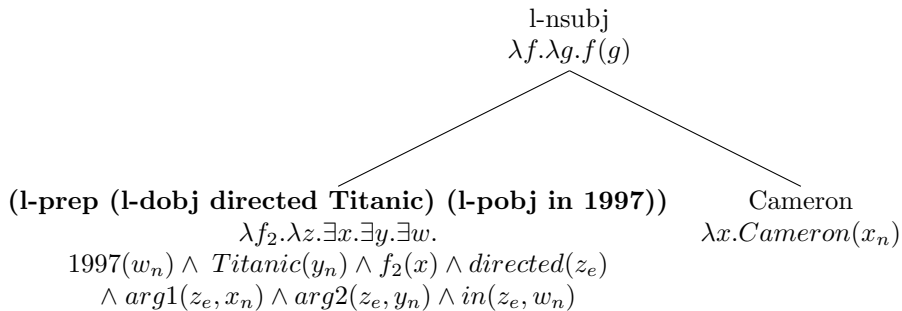 l-nsubj
λf.λg.f(g)
(l-prep (l-dobj directed Titanic) (l-pobj in 1997))
λf₂.λz.∃x.∃y.∃w.
1997(wₙ) ∧ Titanic(yₙ) ∧ f₂(x) ∧ directed(zₑ)
∧ arg1(zₑ, xₙ) ∧ arg2(zₑ, yₙ) ∧ in(zₑ, wₙ)
Cameron
λx.Cameron(xₙ)